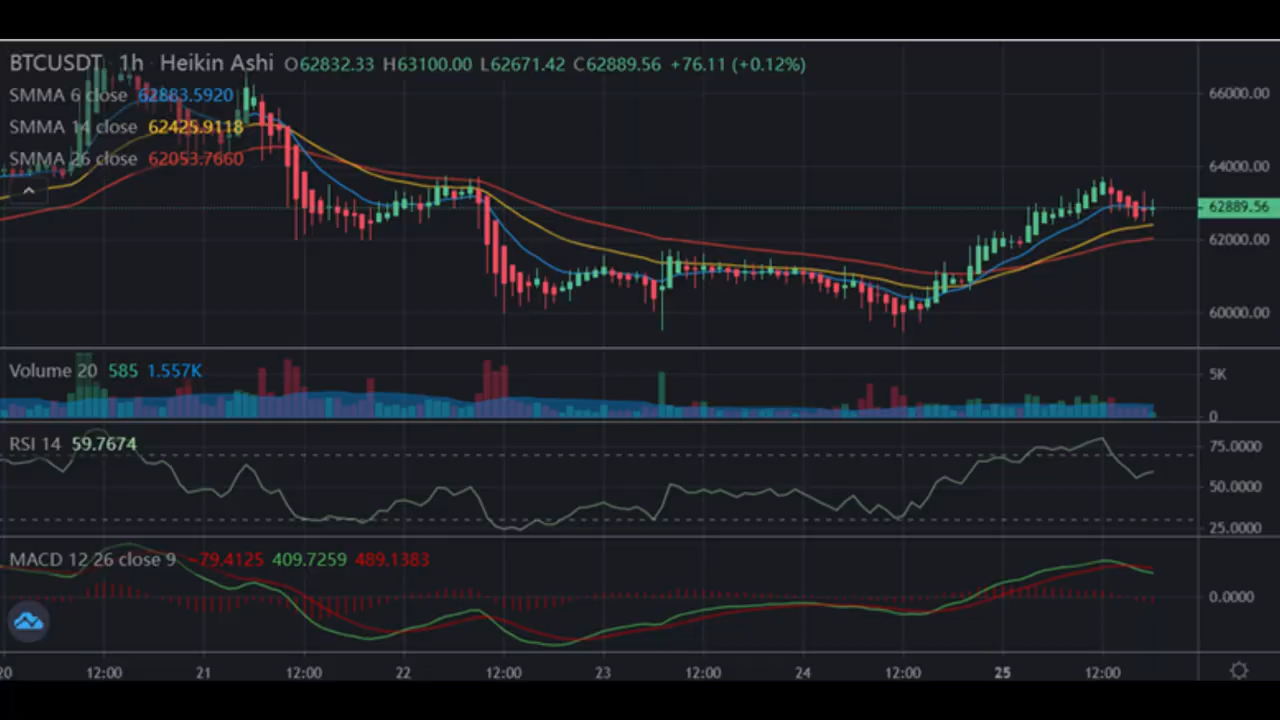 BTCUSDT 1h Heikin Ashi O62832.33 H63100.00 L62671.42 C62889.56 +76.11 (+0.12%)
SMMA 6 close 62883.5920
SMMA 14 close 62425.9118
SMMA 26 close 62053.7660
66000.00
64000.00
62889.56
62000.00
60000.00
Volume 20 585 1.557K
5K
0
RSI 14 59.7674
75.0000
50.0000
25.0000
MACD 12 26 close 9 -79.4125 409.7259 489.1383
0.0000
20 12:00 21 12:00 22 12:00 23 12:00 24 12:00 25 12:00